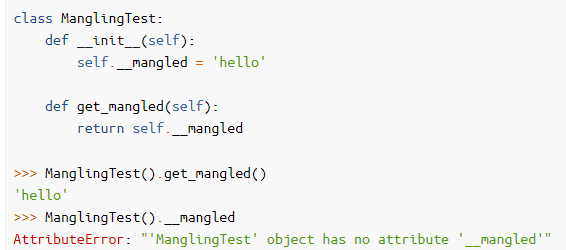 class ManglingTest:
    def __init__(self):
        self.__mangled = 'hello'

    def get_mangled(self):
        return self.__mangled

>>> ManglingTest().get_mangled()
'hello'
>>> ManglingTest().__mangled
AttributeError: "'ManglingTest' object has no attribute '__mangled'"